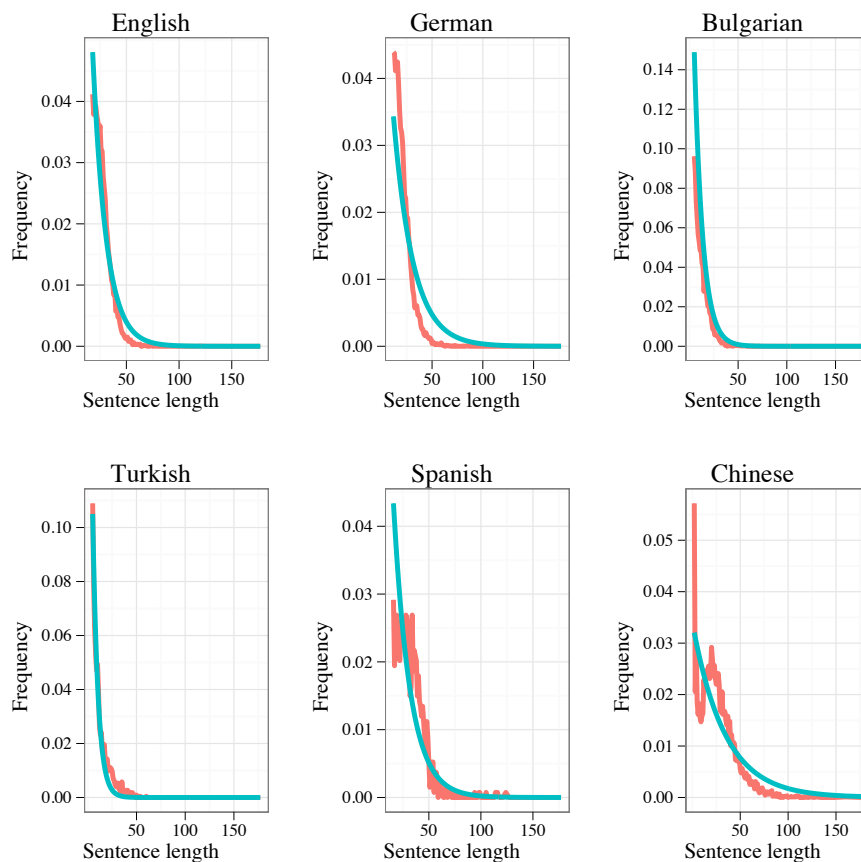 English
German
Bulgarian
Frequency
0.04
0.03
0.02
0.01
0.00
50
100
150
Sentence length
Frequency
0.04
0.03
0.02
0.01
0.00
50
100
150
Sentence length
Frequency
0.14
0.12
0.10
0.08
0.06
0.04
0.02
0.00
50
100
150
Sentence length
Turkish
Spanish
Chinese
Frequency
0.10
0.08
0.06
0.04
0.02
0.00
50
100
150
Sentence length
Frequency
0.04
0.03
0.02
0.01
0.00
50
100
150
Sentence length
Frequency
0.05
0.04
0.03
0.02
0.01
0.00
50
100
150
Sentence length